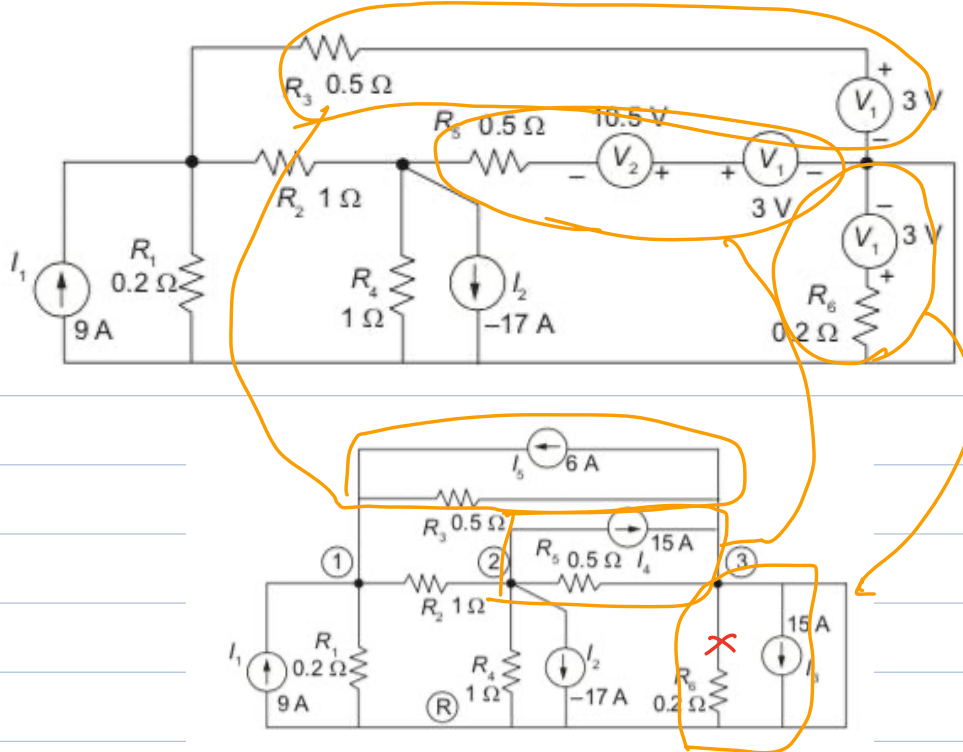 R3 0.5 Ω
+
V1 3 V
−
R5 0.5 Ω 10.5 V
− V2 + + V1 −
R2 1 Ω
3 V
−
V1 3 V
+
I1
9 A
R1
0.2 Ω
R4
1 Ω
I2
−17 A
R6
0.2 Ω
I5 6 A
R3 0.5 Ω
15 A
I4
R5 0.5 Ω
1
2
3
R2 1 Ω
I1
9 A
R1
0.2 Ω
R4
1 Ω
I2
−17 A
R
R6
0.2 Ω
15 A
I3